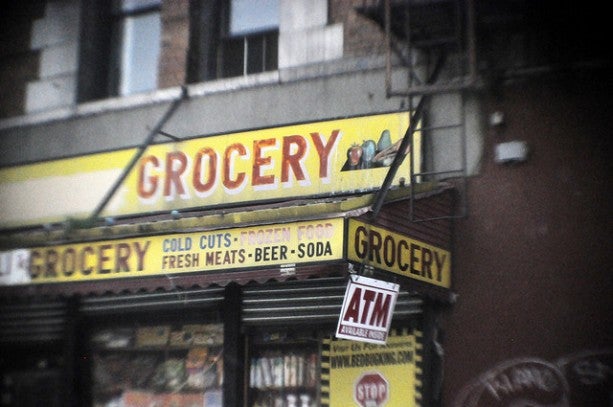 GROCERY
GROCERY
COLD CUTS-FROZEN FOOD
FRESH MEATS-BEER-SODA
GROCERY
ATM
AVAILABLE INSIDE
WWW.BEDBUGKING.COM
STOP